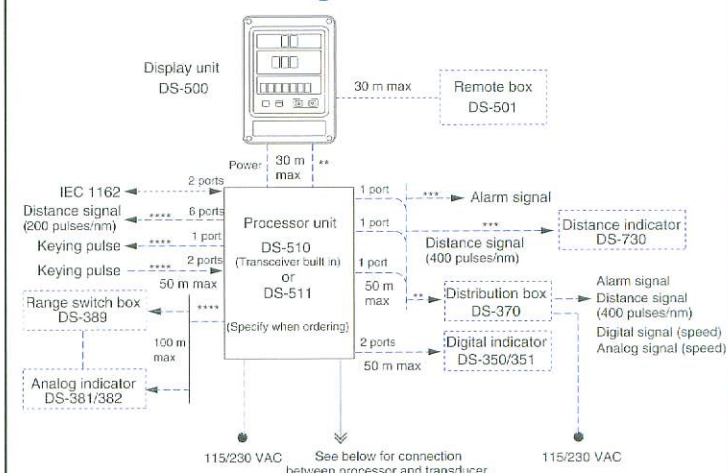 Display unit
DS-500
30 m max
Remote box
DS-501
Power
30 m
max
**
IEC 1162
2 ports
Distance signal
(200 pulses/nm)
****
6 ports
Keying pulse
****
1 port
Keying pulse
****
2 ports
50 m max
Range switch box
DS-389
****
100 m
max
Analog indicator
DS-381/382
Processor unit
DS-510
(Transceiver built in)
or
DS-511
(Specify when ordering)
1 port
***
Alarm signal
1 port
***
Distance signal
(400 pulses/nm)
Distance indicator
DS-730
1 port
50 m
max
**
Distribution box
DS-370
Alarm signal
Distance signal
(400 pulses/nm)
Digital signal (speed)
Analog signal (speed)
2 ports
50 m max
Digital indicator
DS-350/351
115/230 VAC
See below for connection
between processor and transducer
115/230 VAC